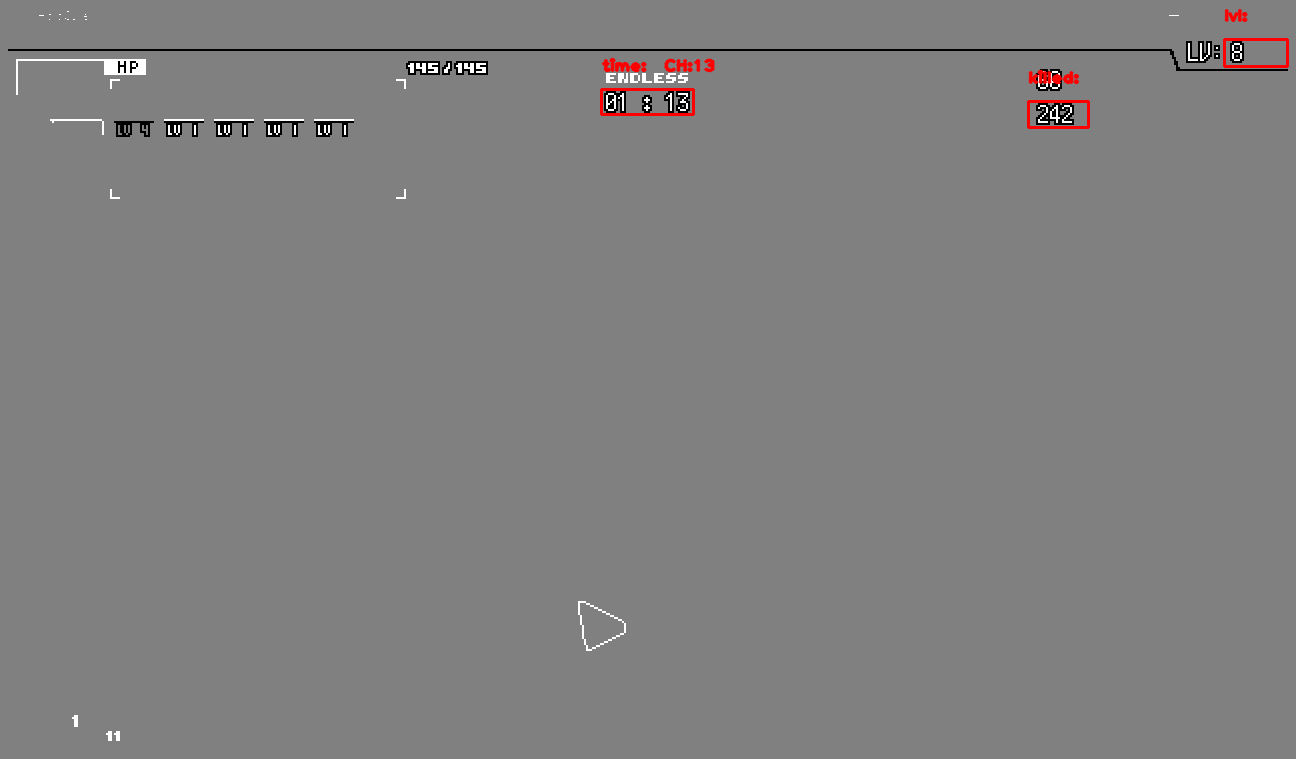 lvl:
LV: 8
HP
145/145
time: CH:13
ENDLESS
01 : 13
killed:
242
LV 4 LV 1 LV 1 LV 1 LV 1
1
11